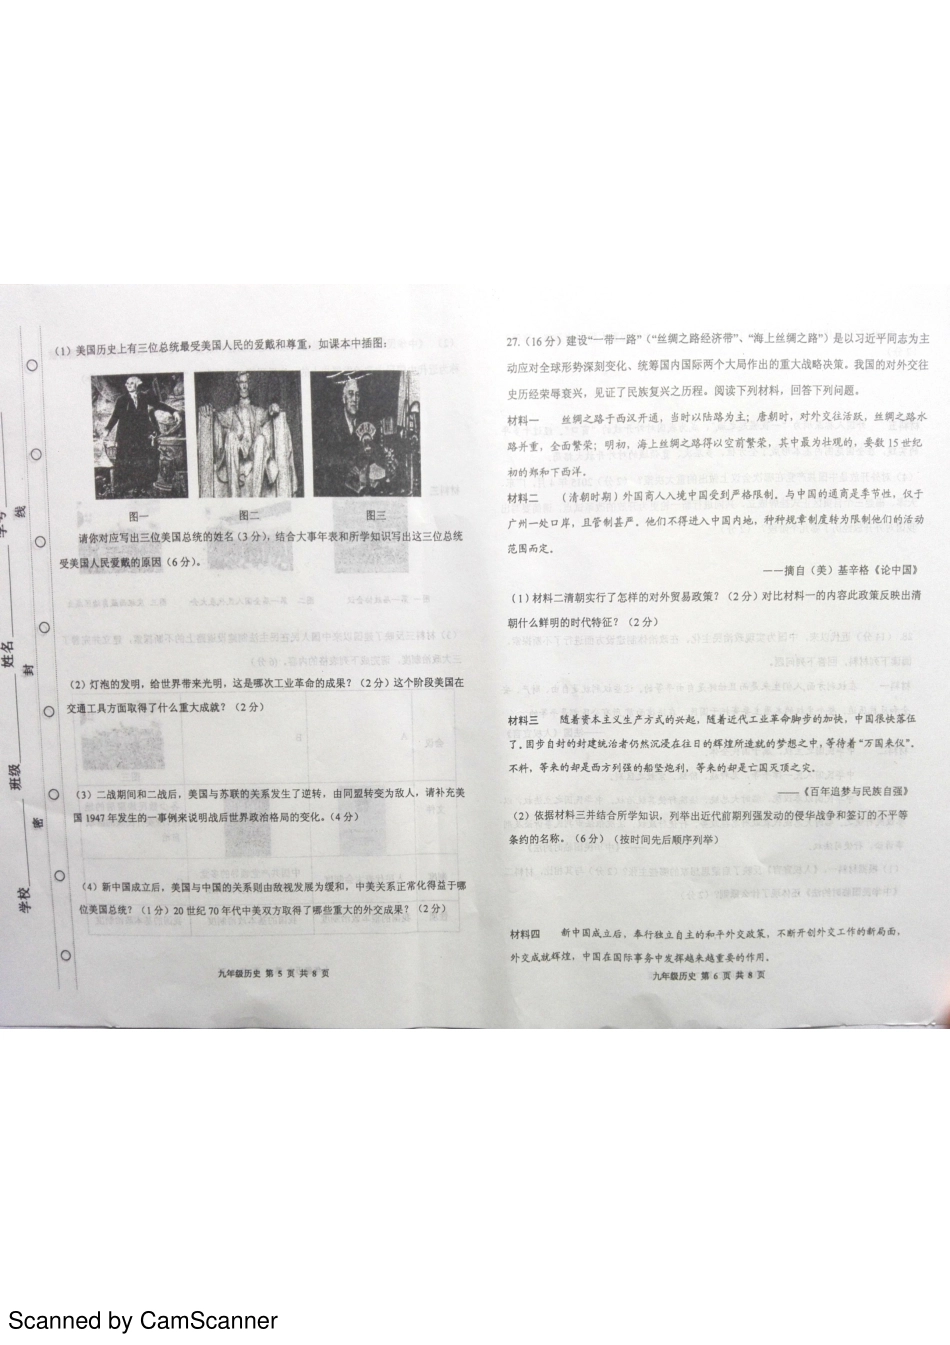 (1)美国历史上有三位总统最受美国人民的爱戴和尊重，如课本中插图：
图一 图二 图三
请你对应写出三位美国总统的姓名（3分），结合大事年表和所学知识写出这三位总统
受美国人民爱戴的原因（6分）。
(2)灯泡的发明，给世界带来光明，这是哪次工业革命的成果？（2分）这个阶段美国在
交通工具方面取得了什么重大成就？（2分）
(3)二战期间和二战后，美国与苏联的关系发生了逆转，由同盟转变为敌人，请补充美
国1947年发生的一事例来说明战后世界政治格局的变化。（4分）
(4)新中国成立后，美国与中国的关系则由敌视发展为缓和，中美关系正常化得益于哪
位美国总统？（1分）20世纪70年代中美双方取得了哪些重大的外交成果？（2分）
九年级历史 第5页 共8页
学校
班级
姓名
学号
密
封
线
27.（16分）建设“一带一路”（“丝绸之路经济带”、“海上丝绸之路”）是以习近平同志为主
动应对全球形势深刻变化、统筹国内国际两个大局作出的重大战略决策。我国的对外交往
史历经荣辱衰兴，见证了民族复兴之历程。阅读下列材料，回答下列问题。
材料一 丝绸之路于西汉开通，当时以陆路为主；唐朝时，对外交往活跃，丝绸之路水
路并重，全面繁荣；明初，海上丝绸之路得以空前繁荣，其中最为壮观的，要数15世纪
初的郑和下西洋。
材料二 （清朝时期）外国商人入境中国受到严格限制，与中国的通商是季节性，仅于
广州一处口岸，且管制甚严。他们不得进入中国内地，种种规章制度转为限制他们的活动
范围而定。
——摘自（美）基辛格《论中国》
(1)材料二清朝实行了怎样的对外贸易政策？（2分）对比材料一的内容此政策反映出清
朝什么鲜明的时代特征？（2分）
材料三 随着资本主义生产方式的兴起，随着近代工业革命脚步的加快，中国很快落伍
了。固步自封的封建统治者仍然沉浸在往日的辉煌所造就的梦想之中，等待着“万国来仪”。
不料，等来的却是西方列强的船坚炮利，等来的却是亡国灭顶之灾。
——《百年追梦与民族自强》
(2)依据材料三并结合所学知识，列举出近代前期列强发动的侵华战争和签订的不平等
条约的名称。（6分）（按时间先后顺序列举）
材料四 新中国成立后，奉行独立自主的和平外交政策，不断开创外交工作的新局面，
外交成就辉煌，中国在国际事务中发挥越来越重要的作用。
九年级历史 第6页 共8页
Scanned by CamScanner